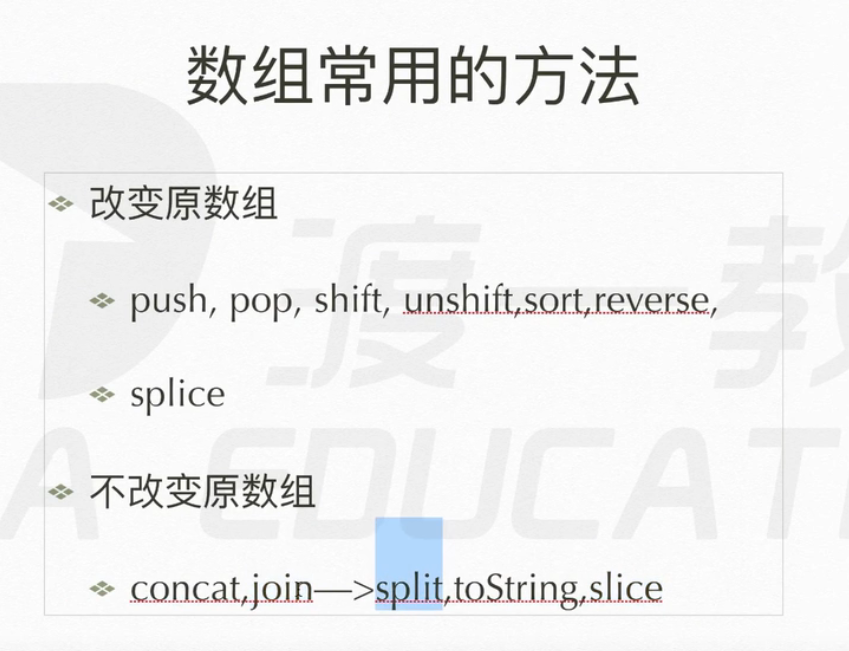 数组常用的方法
改变原数组
push, pop, shift, unshift,sort,reverse,
splice
不改变原数组
concat,join—>split,toString,slice
渡一教
A EDUCAT